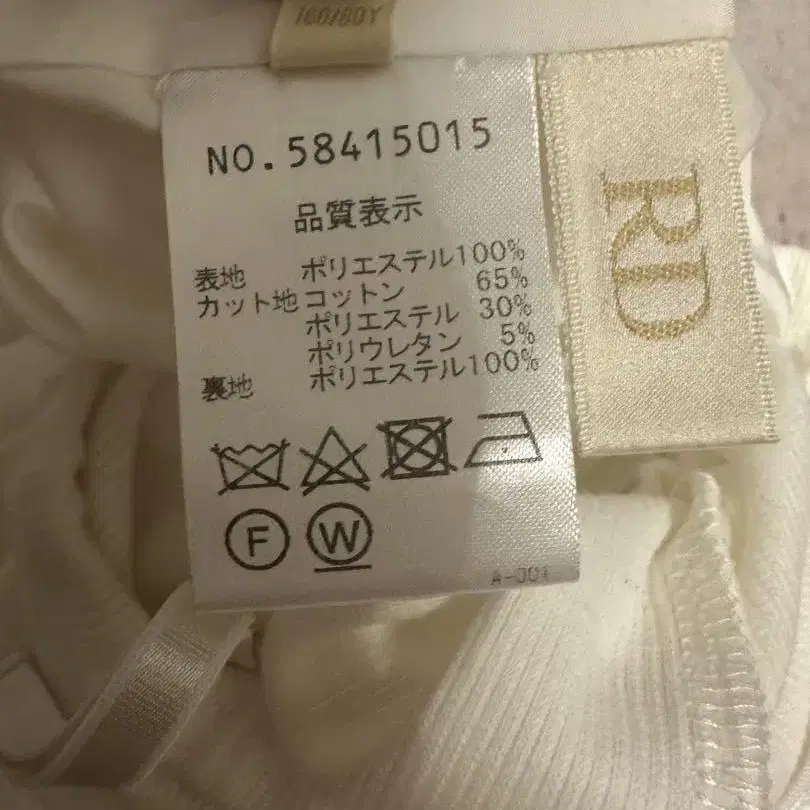 160/80Y
NO.58415015
品質表示
表地 ポリエステル100%
カット地 コットン 65%
ポリエステル 30%
ポリウレタン 5%
裏地 ポリエステル100%
F W
A-001
RD